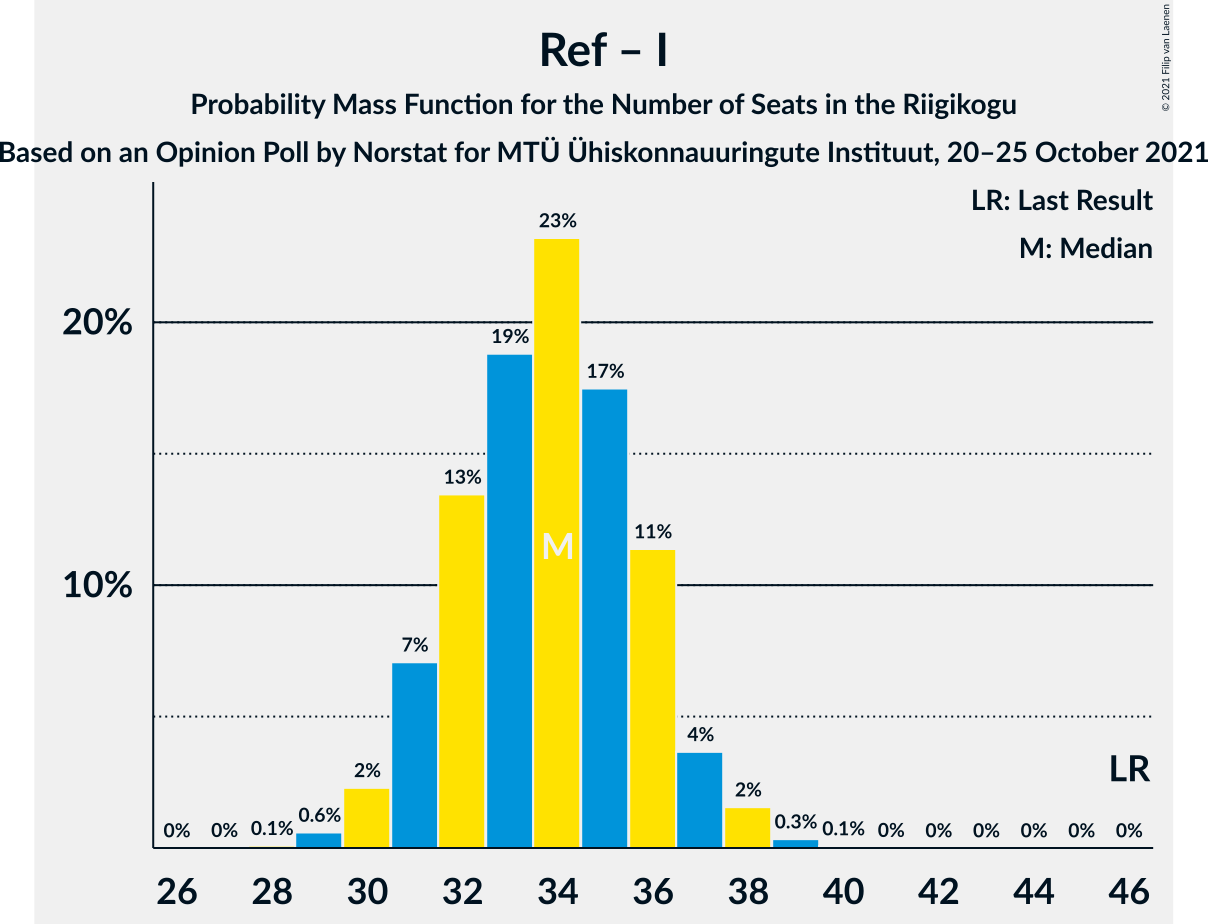 Ref – I
Probability Mass Function for the Number of Seats in the Riigikogu
Based on an Opinion Poll by Norstat for MTÜ Ühiskonnauuringute Instituut, 20–25 October 2021
© 2021 Filip van Laenen
LR: Last Result
M: Median
20%
10%
0%
0%
0.1%
0.6%
2%
7%
13%
19%
23%
17%
11%
4%
2%
0.3%
0.1%
0%
0%
0%
0%
0%
0%
M
LR
26 28 30 32 34 36 38 40 42 44 46